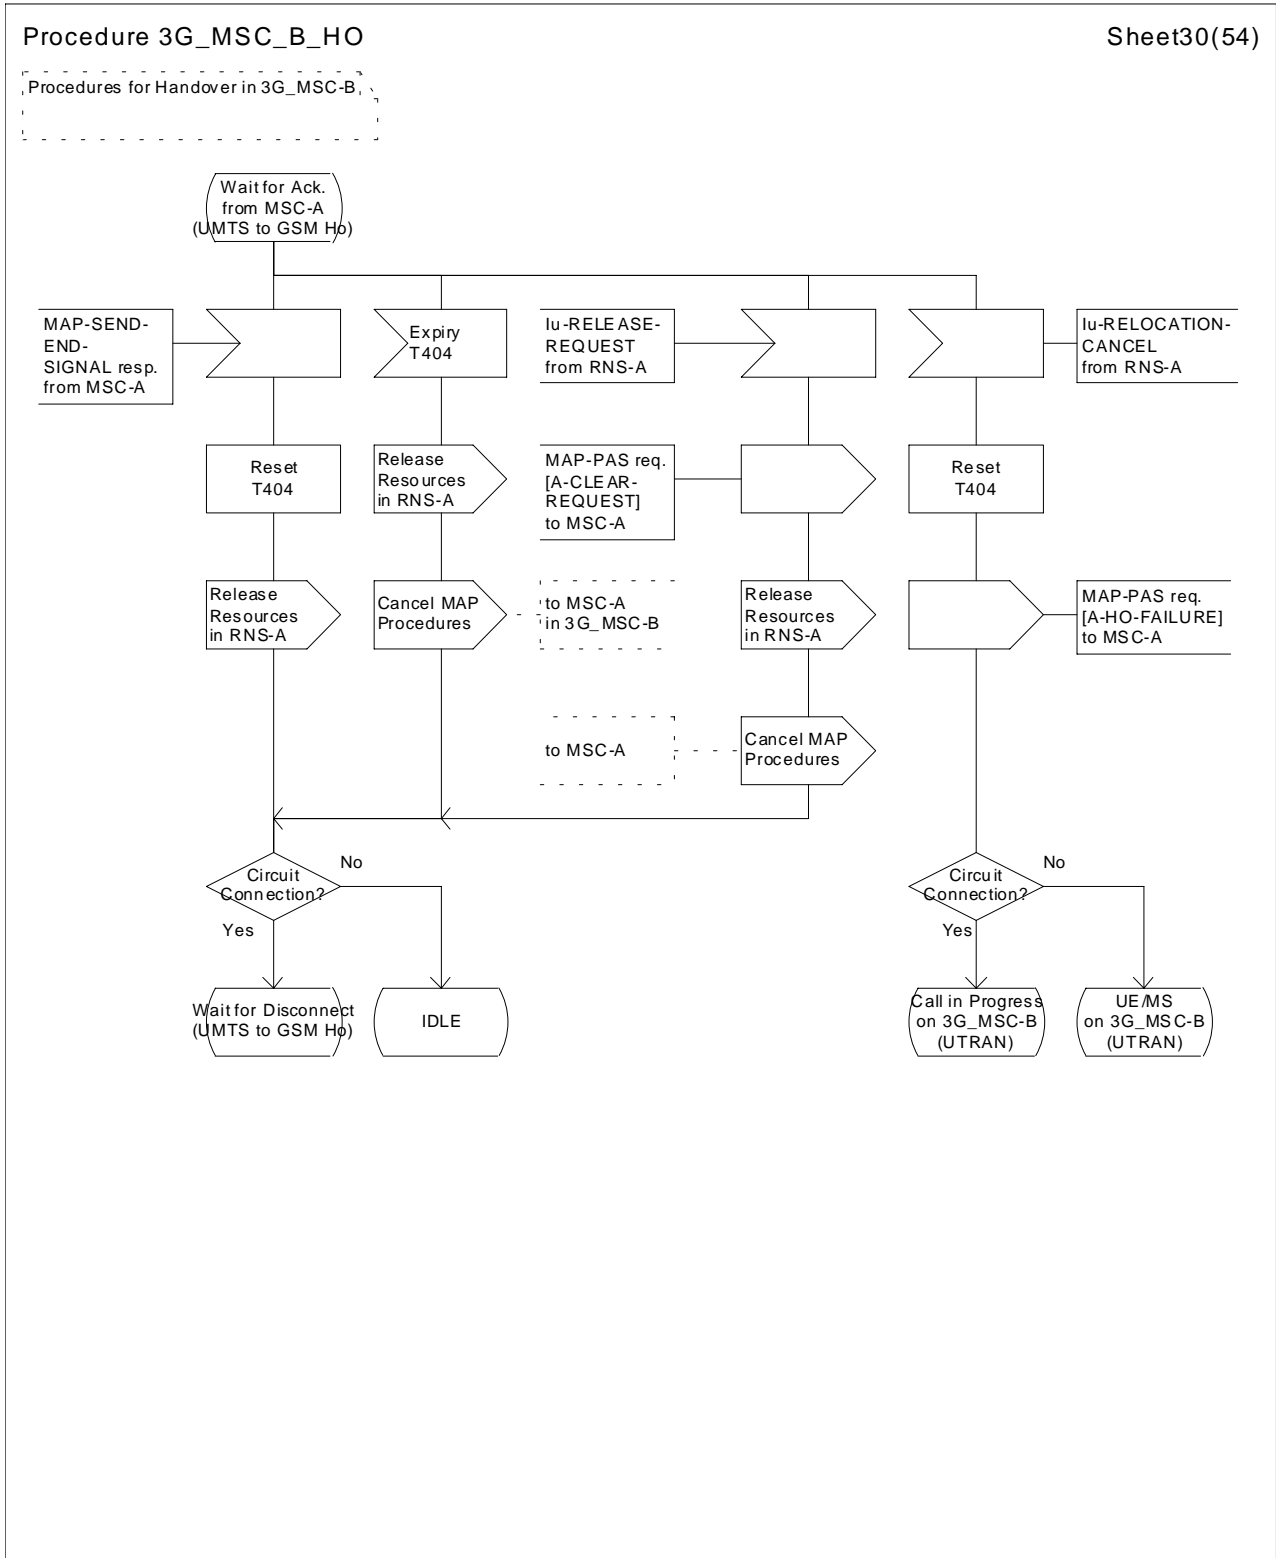 Procedure 3G_MSC_B_HO
Sheet30(54)
Procedures for Handover in 3G_MSC-B
Wait for Ack.
from MSC-A
(UMTS to GSM Ho)
MAP-SEND-
END-
SIGNAL resp.
from MSC-A
Expiry
T404
Iu-RELEASE-
REQUEST
from RNS-A
Iu-RELOCATION-
CANCEL
from RNS-A
Reset
T404
Release
Resources
in RNS-A
MAP-PAS req.
[A-CLEAR-
REQUEST]
to MSC-A
Reset
T404
Release
Resources
in RNS-A
Cancel MAP
Procedures
to MSC-A
in 3G_MSC-B
Release
Resources
in RNS-A
MAP-PAS req.
[A-HO-FAILURE]
to MSC-A
to MSC-A
Cancel MAP
Procedures
Circuit
Connection?
No
Yes
Circuit
Connection?
No
Yes
Wait for Disconnect
(UMTS to GSM Ho)
IDLE
Call in Progress
on 3G_MSC-B
(UTRAN)
UE/MS
on 3G_MSC-B
(UTRAN)